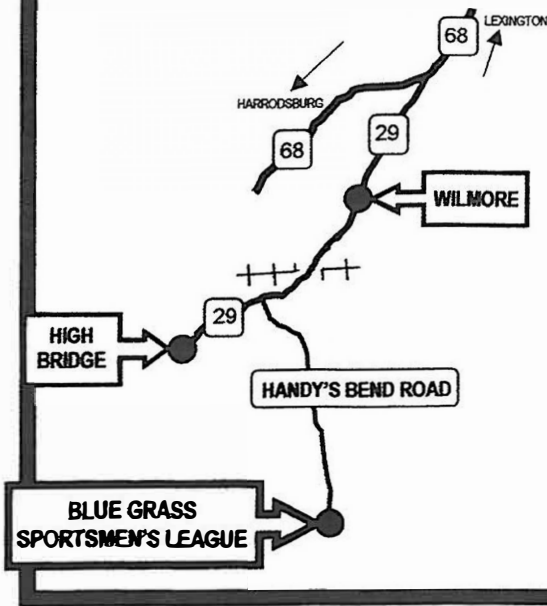 68
LEXINGTON
HARRODSBURG
68
29
WILMORE
29
HIGH
BRIDGE
HANDY'S BEND ROAD
BLUE GRASS
SPORTSMEN'S LEAGUE